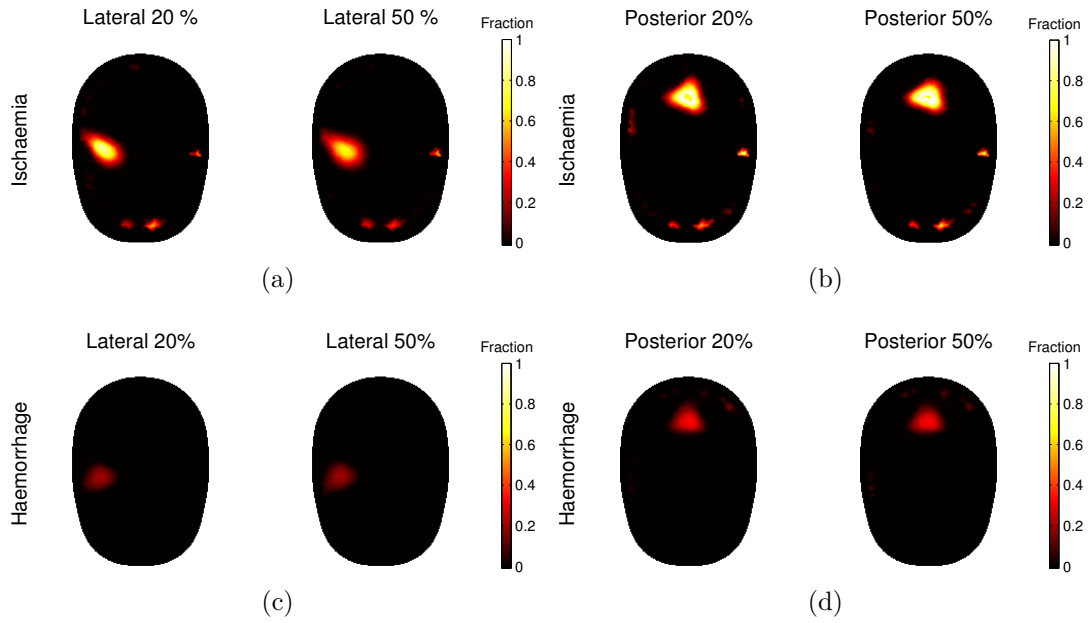 Lateral 20 %
Lateral 50 %
Fraction
1
0.8
0.6
0.4
0.2
0
Ischaemia
(a)
Posterior 20%
Posterior 50%
Fraction
1
0.8
0.6
0.4
0.2
0
Ischaemia
(b)
Lateral 20%
Lateral 50%
Fraction
1
0.8
0.6
0.4
0.2
0
Haemorrhage
(c)
Posterior 20%
Posterior 50%
Fraction
1
0.8
0.6
0.4
0.2
0
Haemorrhage
(d)